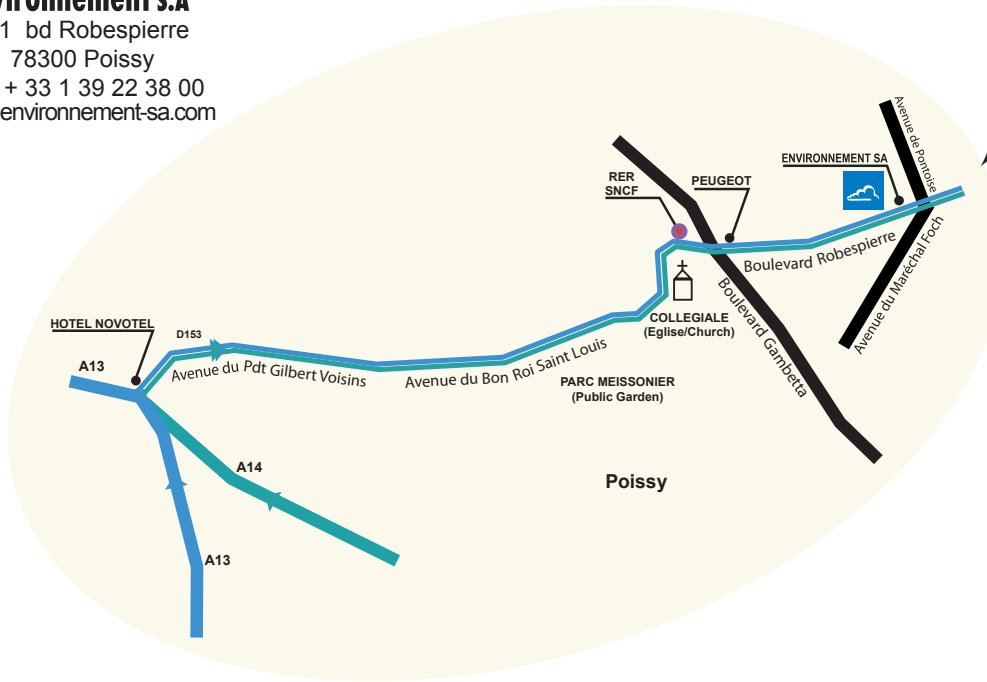 1 bd Robespierre
78300 Poissy
+ 33 1 39 22 38 00
environnement-sa.com
Avenue de Pontoise
ENVIRONNEMENT SA
RER
SNCF
PEUGEOT
Boulevard Robespierre
Avenue du Maréchal Foch
COLLEGIALE
(Eglise/Church)
Boulevard Gambetta
HOTEL NOVOTEL
D153
A13
Avenue du Pdt Gilbert Voisins
Avenue du Bon Roi Saint Louis
PARC MEISSONIER
(Public Garden)
A14
Poissy
A13